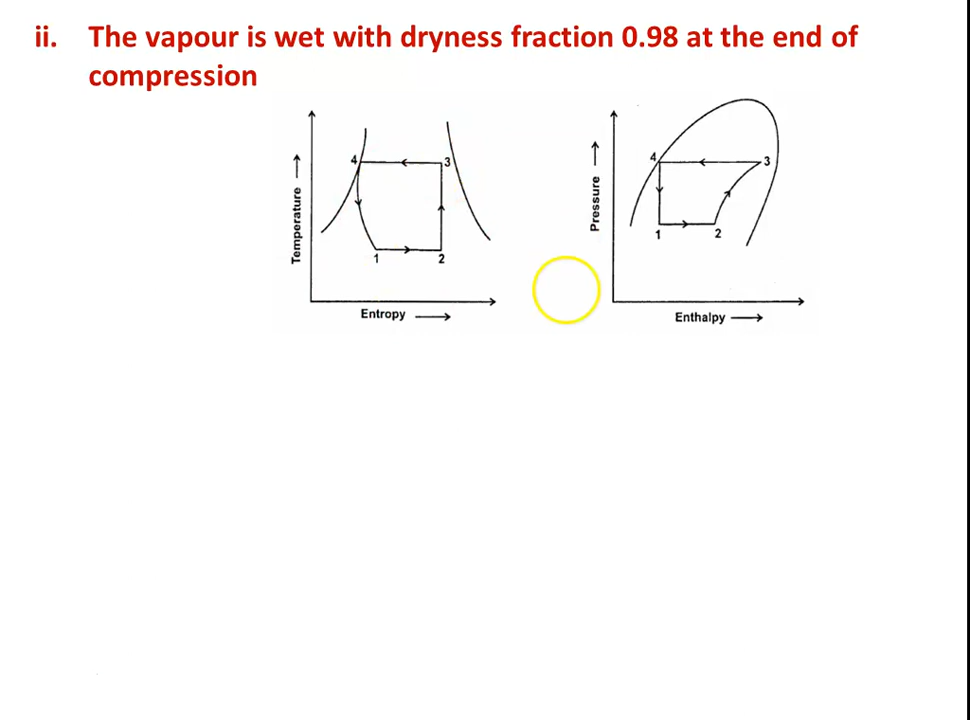 ii. The vapour is wet with dryness fraction 0.98 at the end of
compression
Temperature
4
3
1
2
Entropy
Pressure
4
3
1
2
Enthalpy